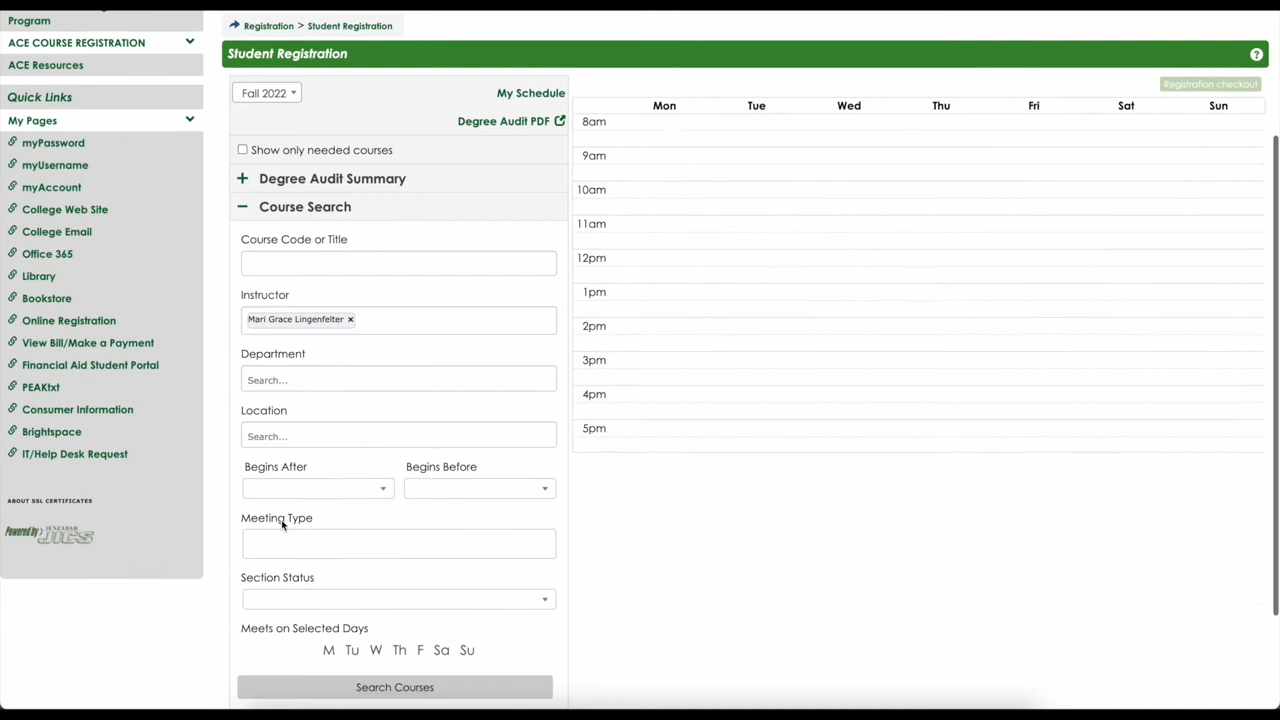 Program
ACE COURSE REGISTRATION
ACE Resources
Quick Links
My Pages
myPassword
myUsername
myAccount
College Web Site
College Email
Office 365
Library
Bookstore
Online Registration
View Bill/Make a Payment
Financial Aid Student Portal
PEAKtxt
Consumer Information
Brightspace
IT/Help Desk Request
ABOUT SSL CERTIFICATES
Powered by JENZABAR JICS
Registration > Student Registration
Student Registration
?
Fall 2022
My Schedule
Degree Audit PDF
Show only needed courses
+ Degree Audit Summary
− Course Search
Course Code or Title
Instructor
Mari Grace Lingenfelter ×
Department
Search...
Location
Search...
Begins After Begins Before
Meeting Type
Section Status
Meets on Selected Days
M Tu W Th F Sa Su
Search Courses
Registration checkout
Mon Tue Wed Thu Fri Sat Sun
8am
9am
10am
11am
12pm
1pm
2pm
3pm
4pm
5pm